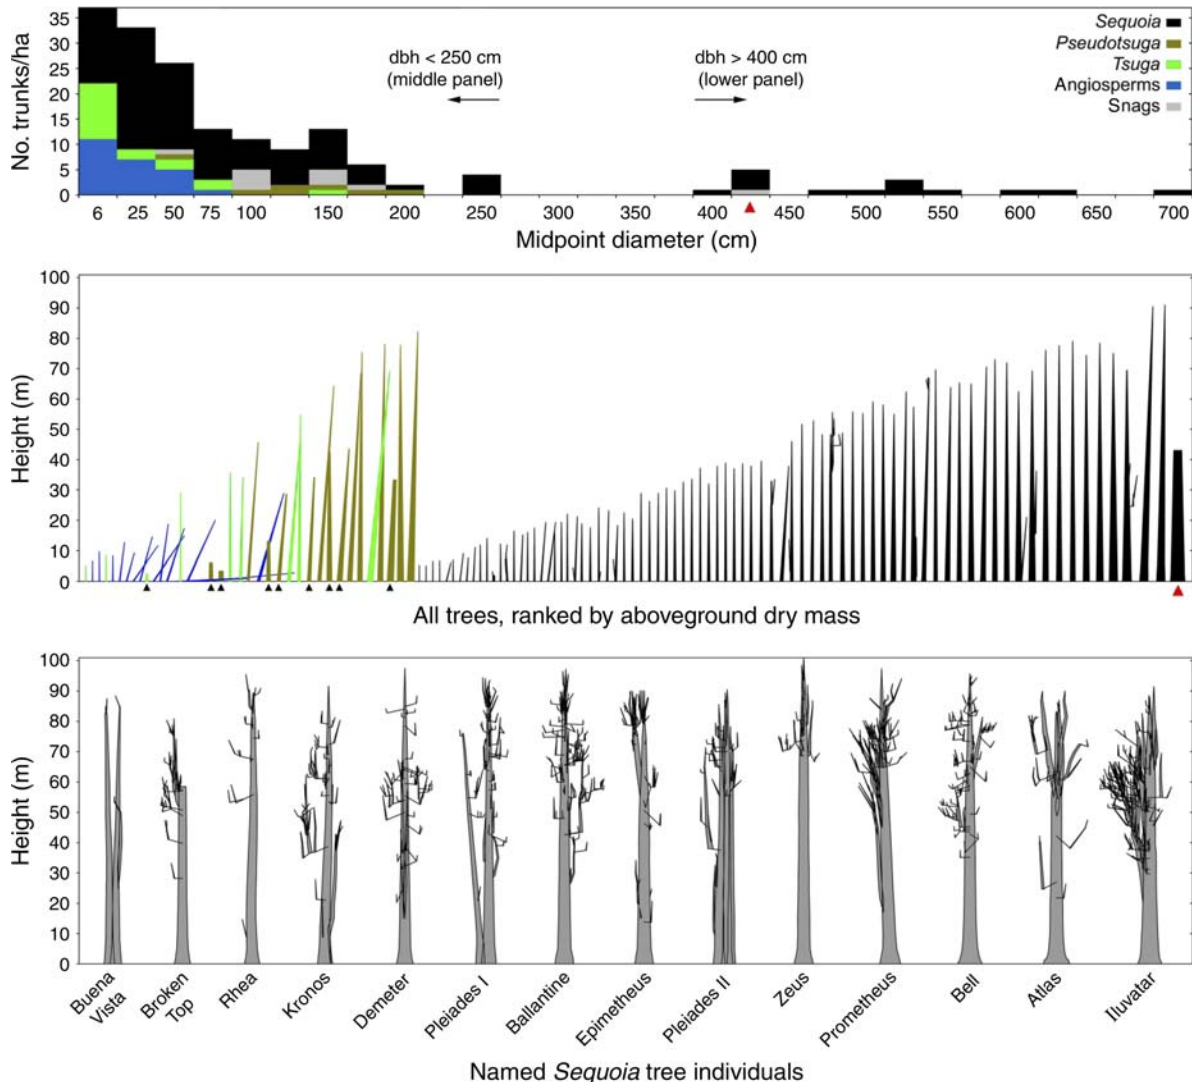 35
30
25
20
15
10
5
0
No. trunks/ha
dbh < 250 cm
(middle panel)
dbh > 400 cm
(lower panel)
Sequoia
Pseudotsuga
Tsuga
Angiosperms
Snags
6 25 50 75 100 150 200 250 300 350 400 450 500 550 600 650 700
Midpoint diameter (cm)
100
90
80
70
60
50
40
30
20
10
0
Height (m)
All trees, ranked by aboveground dry mass
100
90
80
70
60
50
40
30
20
10
0
Height (m)
Buena
Vista
Broken
Top
Rhea
Kronos
Demeter
Pleiades I
Ballantine
Epimetheus
Pleiades II
Zeus
Prometheus
Bell
Atlas
Iluvatar
Named Sequoia tree individuals